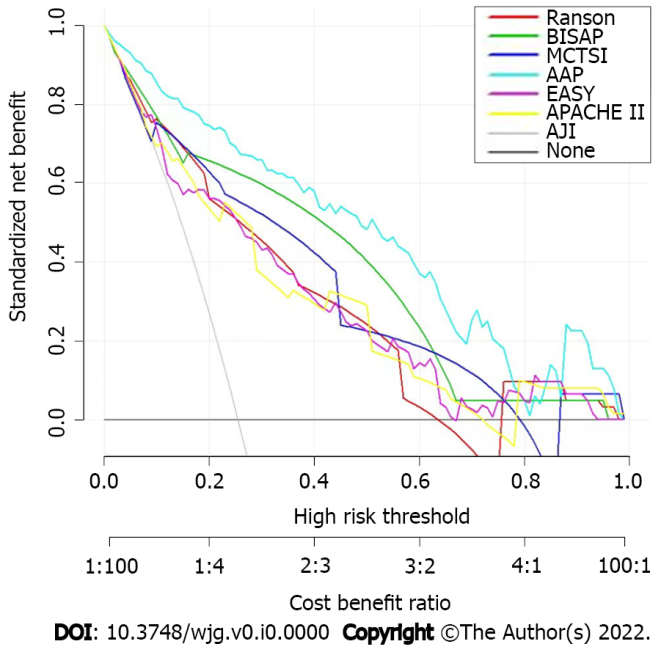 Ranson
BISAP
MCTSI
AAP
EASY
APACHE II
AJI
None
Standardized net benefit
1.0
0.8
0.6
0.4
0.2
0.0
0.0 0.2 0.4 0.6 0.8 1.0
High risk threshold
1:100 1:4 2:3 3:2 4:1 100:1
Cost benefit ratio
DOI: 10.3748/wjg.v0.i0.0000 Copyright ©The Author(s) 2022.